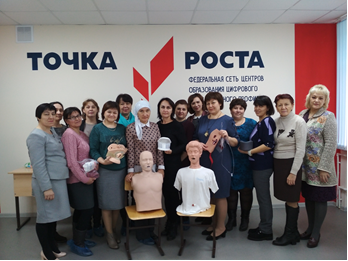 ТОЧКА РОСТА
ФЕДЕРАЛЬНАЯ СЕТЬ ЦЕНТРОВ
ОБРАЗОВАНИЯ ЦИФРОВОГО